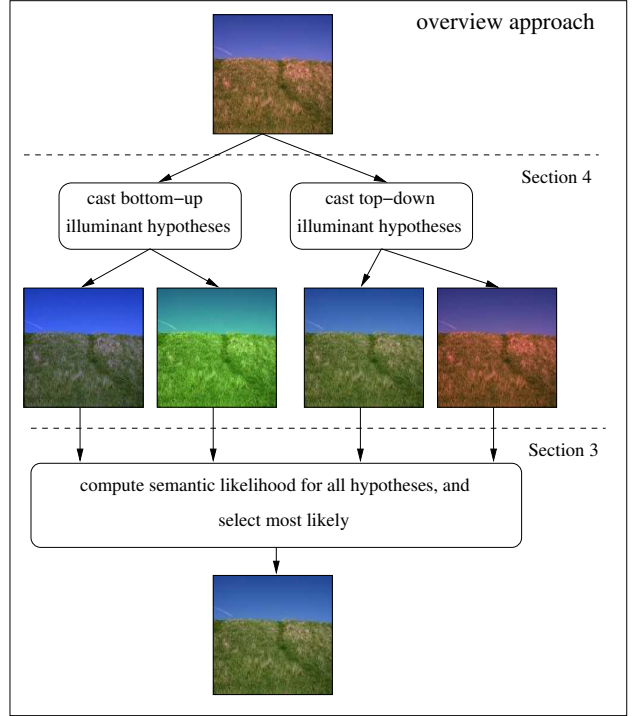 overview approach
Section 4
cast bottom−up
illuminant hypotheses
cast top−down
illuminant hypotheses
Section 3
compute semantic likelihood for all hypotheses, and
select most likely